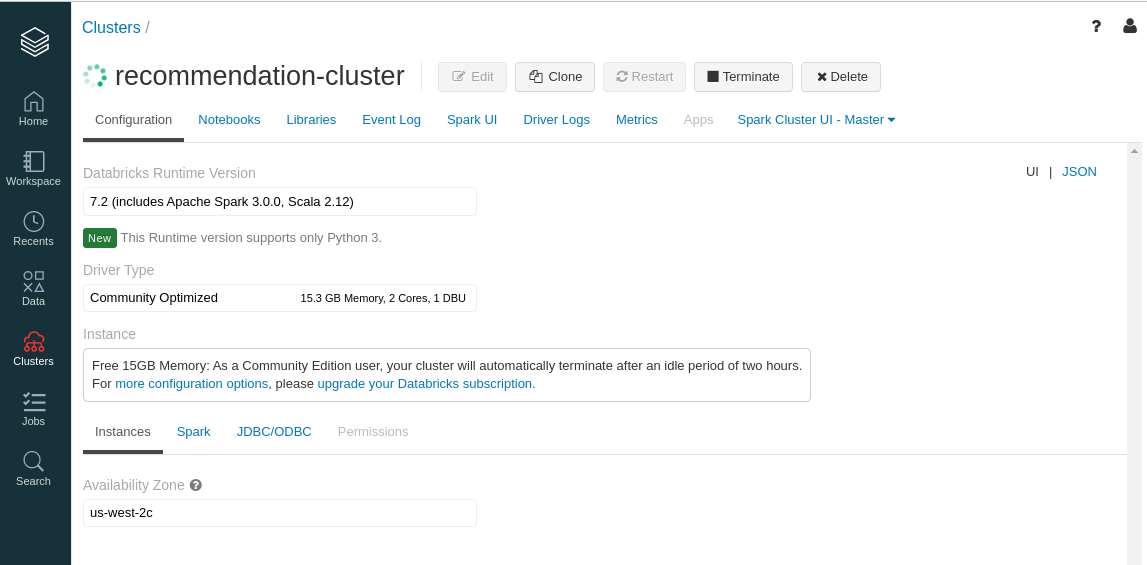 Clusters /
?
recommendation-cluster
Edit
Clone
Restart
Terminate
Delete
Home
Workspace
Recents
Data
Clusters
Jobs
Search
Configuration
Notebooks
Libraries
Event Log
Spark UI
Driver Logs
Metrics
Apps
Spark Cluster UI - Master
UI | JSON
Databricks Runtime Version
7.2 (includes Apache Spark 3.0.0, Scala 2.12)
New This Runtime version supports only Python 3.
Driver Type
Community Optimized 15.3 GB Memory, 2 Cores, 1 DBU
Instance
Free 15GB Memory: As a Community Edition user, your cluster will automatically terminate after an idle period of two hours.
For more configuration options, please upgrade your Databricks subscription.
Instances
Spark
JDBC/ODBC
Permissions
Availability Zone ?
us-west-2c